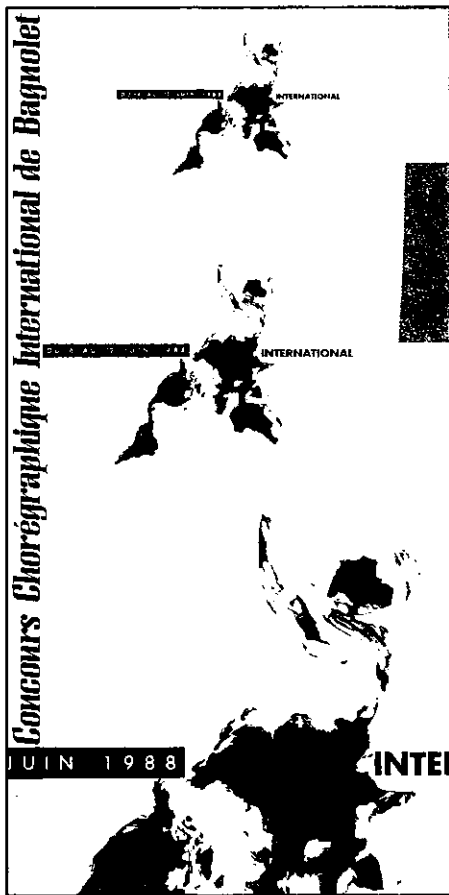 Concours Chorégraphique International de Bagnolet
INTERNATIONAL
INTERNATIONAL
JUIN 1988
INTE